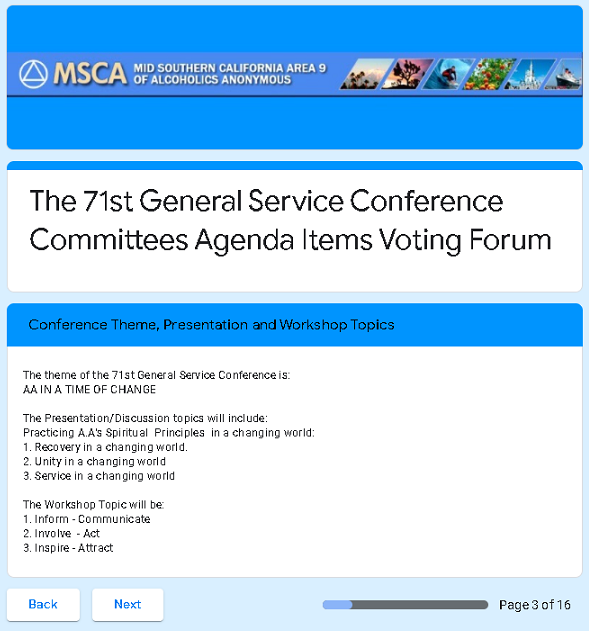 MSCA MID SOUTHERN CALIFORNIA AREA 9
OF ALCOHOLICS ANONYMOUS
The 71st General Service Conference
Committees Agenda Items Voting Forum
Conference Theme, Presentation and Workshop Topics
The theme of the 71st General Service Conference is:
AA IN A TIME OF CHANGE
The Presentation/Discussion topics will include:
Practicing A.A's Spiritual Principles in a changing world:
1. Recovery in a changing world.
2. Unity in a changing world
3. Service in a changing world
The Workshop Topic will be:
1. Inform - Communicate
2. Involve - Act
3. Inspire - Attract
Back Next Page 3 of 16